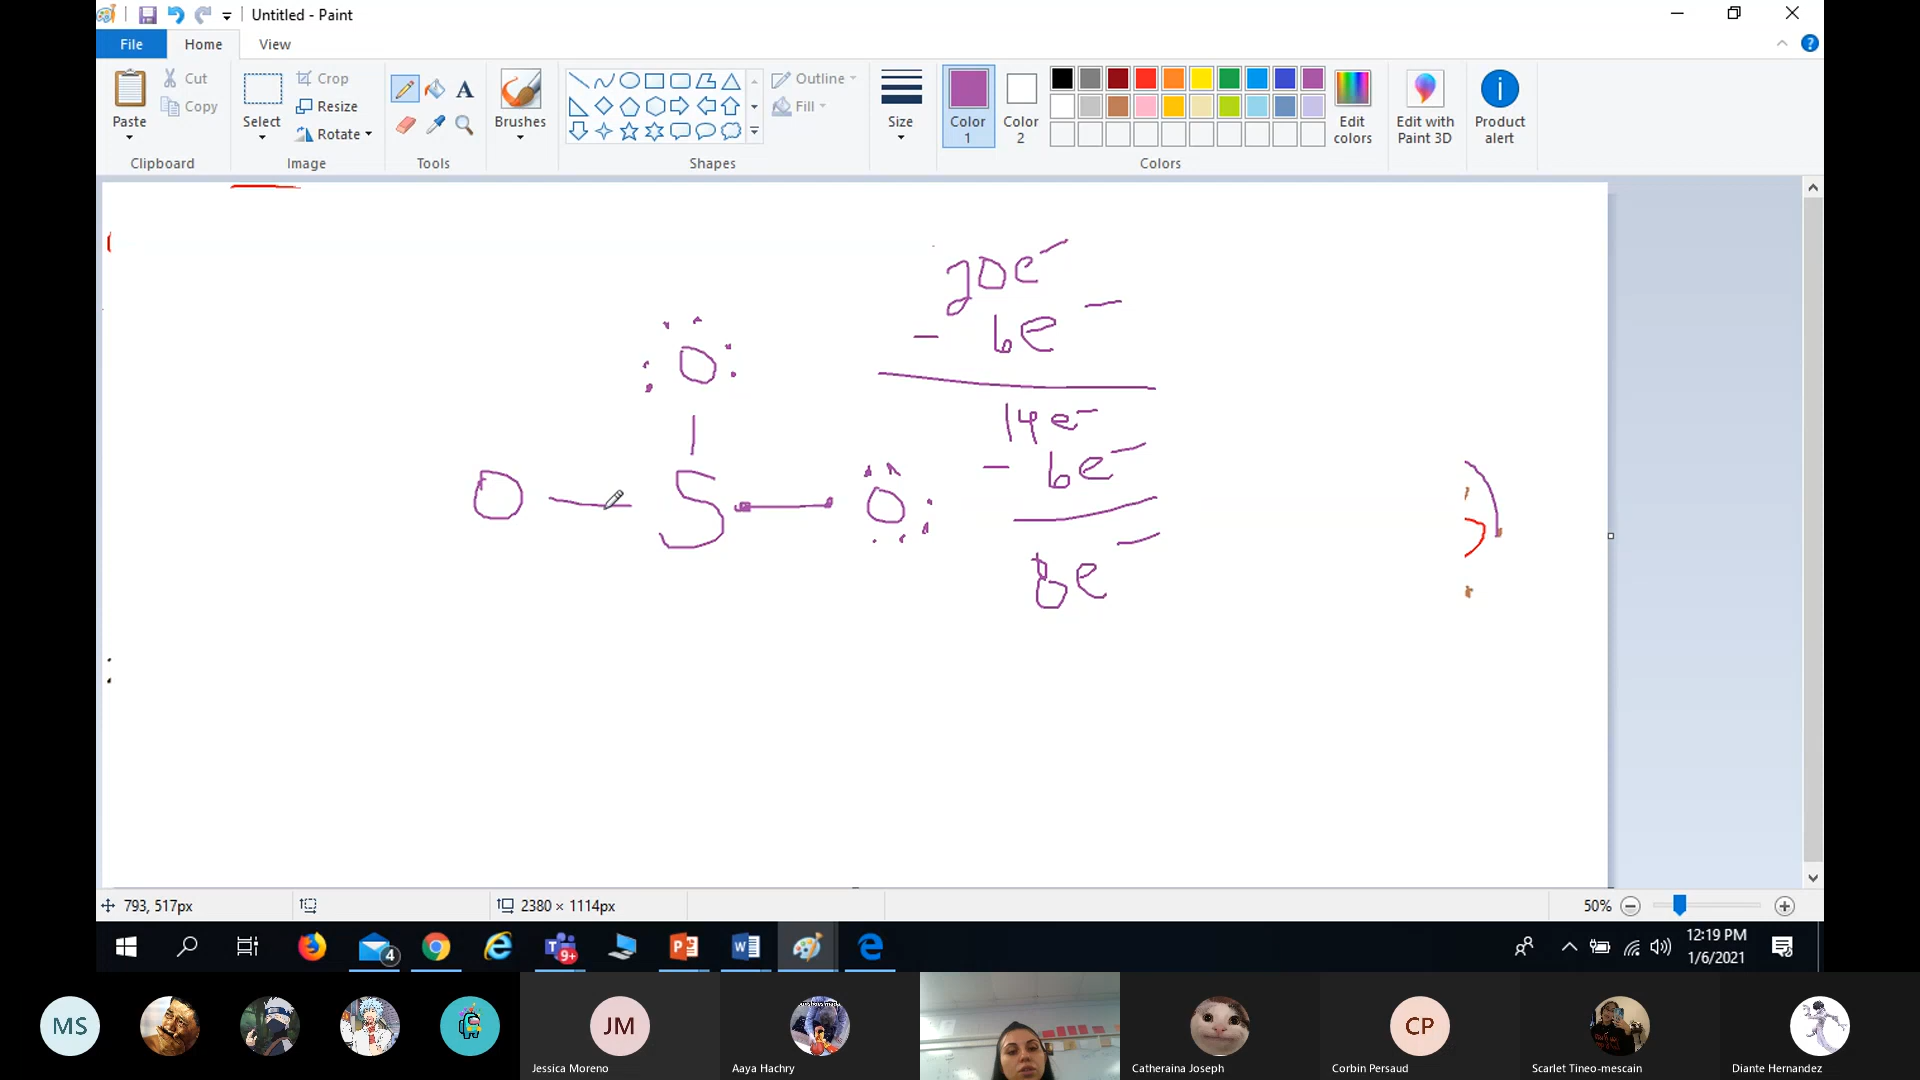 Untitled - Paint
File Home View
Paste
Cut
Copy
Clipboard
Select
Crop
Resize
Rotate
Image
Tools
Brushes
Outline
Fill
Shapes
Size
Color 1
Color 2
Edit colors
Colors
Edit with Paint 3D
Product alert
20e⁻
- 6e⁻
14e⁻
- 6e⁻
8e⁻
O
O S O
793, 517px
2380 × 1114px
50%
4
9+
12:19 PM
1/6/2021
MS
JM
CP
Jessica Moreno
Aaya Hachry
Catheraina Joseph
Corbin Persaud
Scarlet Tineo-mescain
Diante Hernandez